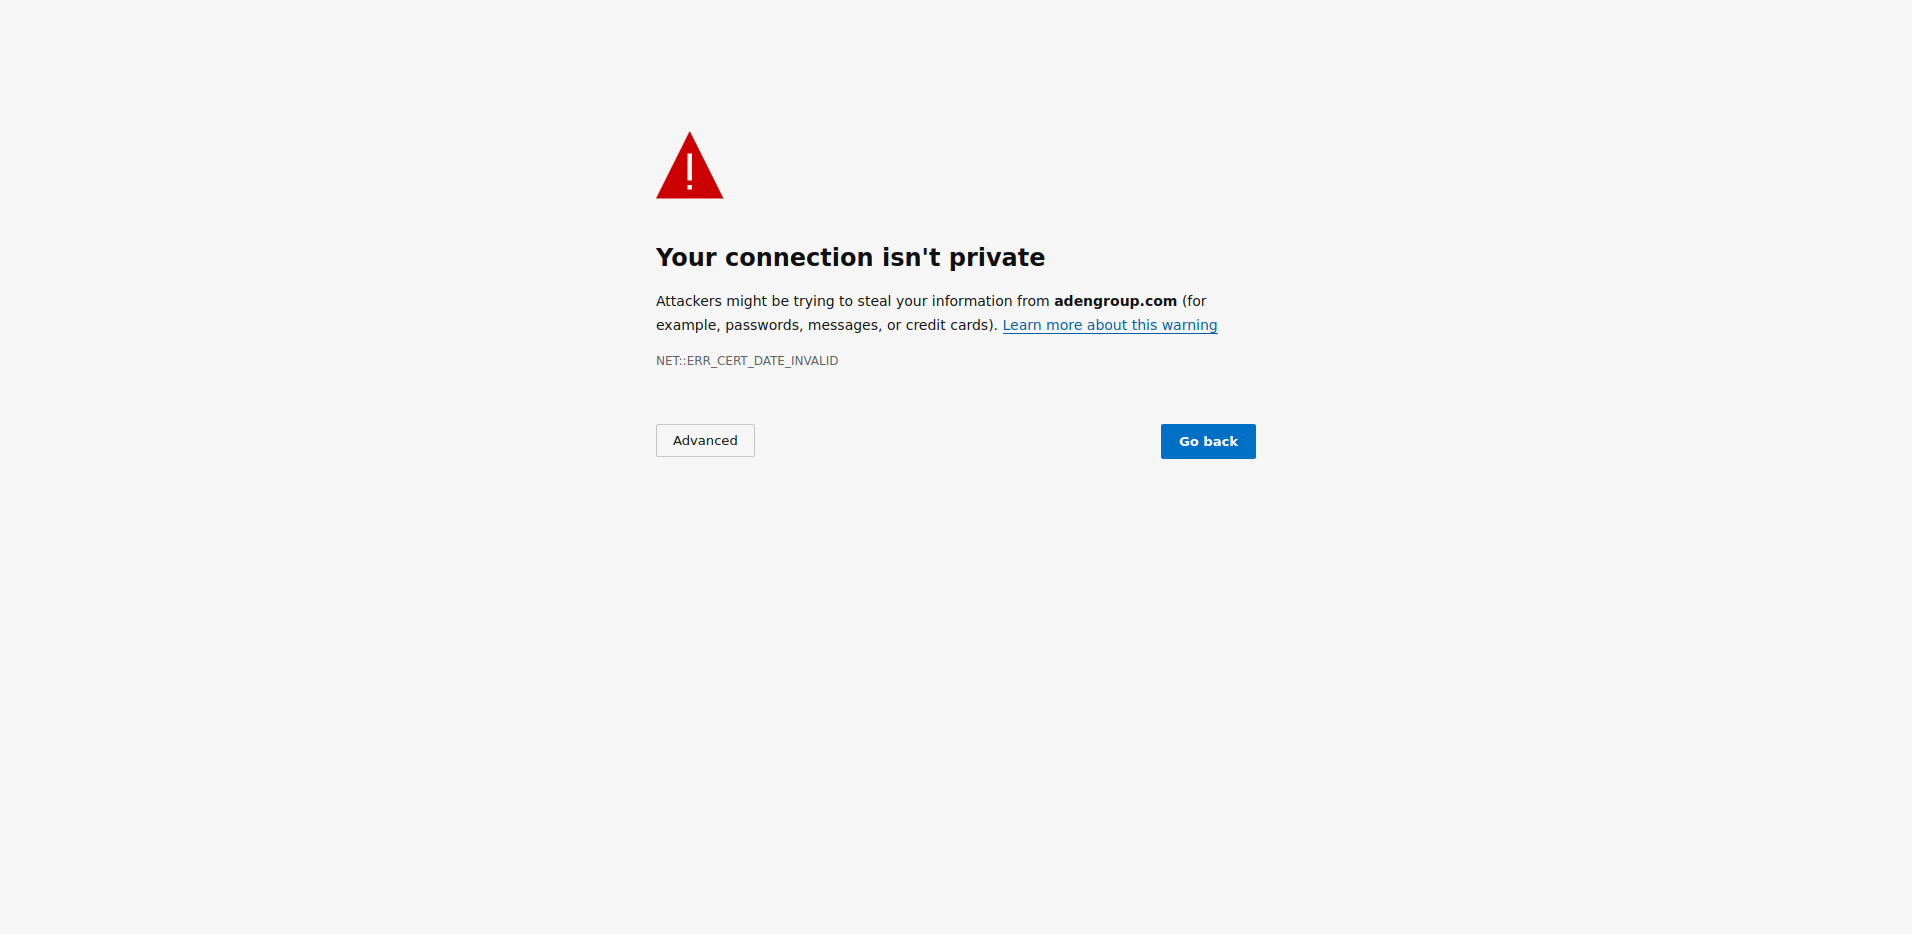 Your connection isn't private
Attackers might be trying to steal your information from adengroup.com (for
example, passwords, messages, or credit cards). Learn more about this warning
NET::ERR_CERT_DATE_INVALID
Advanced
Go back